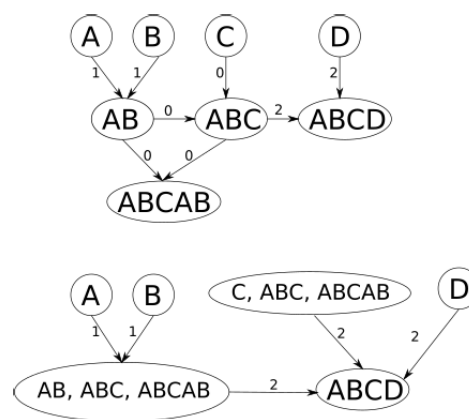 A B C D
1 1 0 2
AB 0 ABC 2 ABCD
0 0
ABCAB
A B C, ABC, ABCAB D
1 1 2 2
AB, ABC, ABCAB 2 ABCD